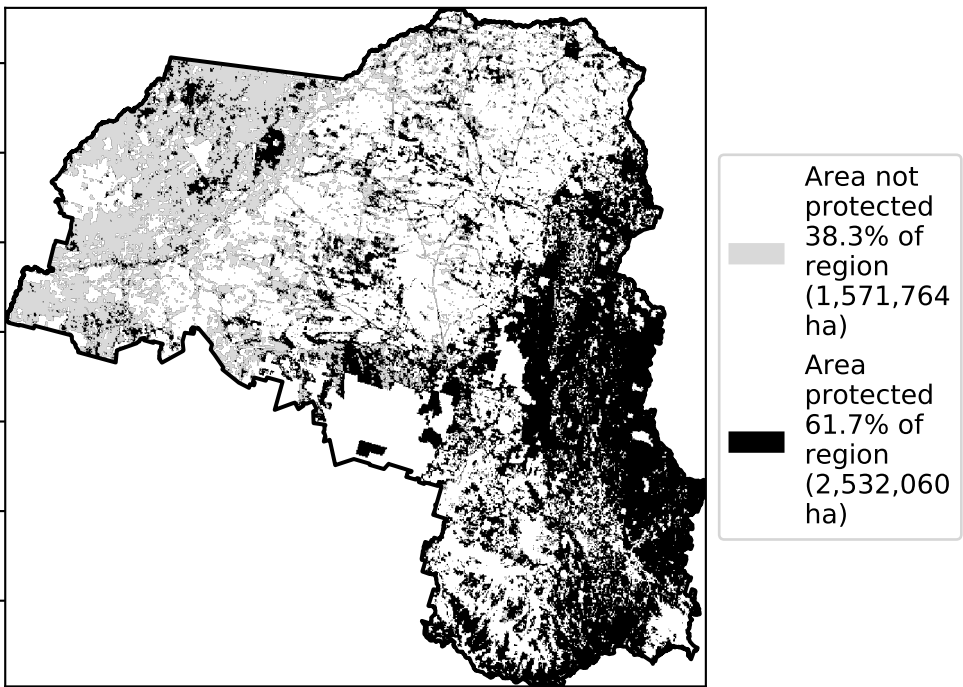 Area not
protected
38.3% of
region
(1,571,764
ha)
Area
protected
61.7% of
region
(2,532,060
ha)